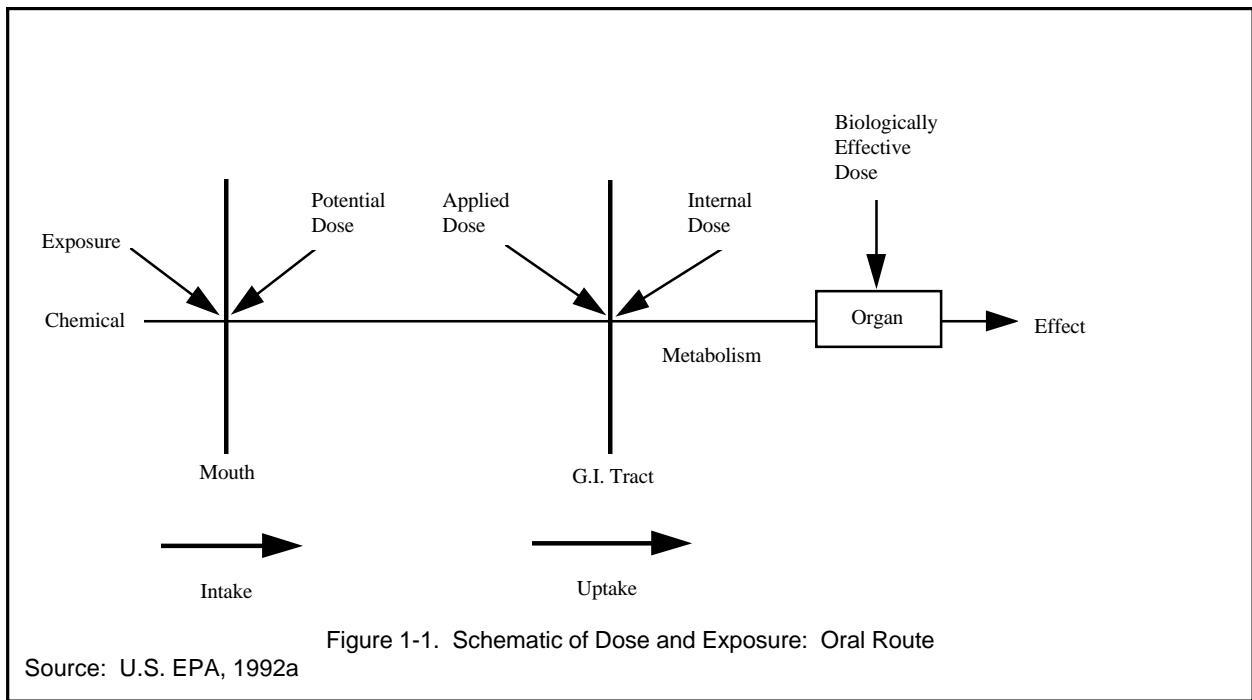 Biologically
Effective
Dose
Potential
Dose
Applied
Dose
Internal
Dose
Exposure
Chemical
Organ
Effect
Metabolism
Mouth
G.I. Tract
Intake
Uptake
Figure 1-1. Schematic of Dose and Exposure: Oral Route
Source: U.S. EPA, 1992a